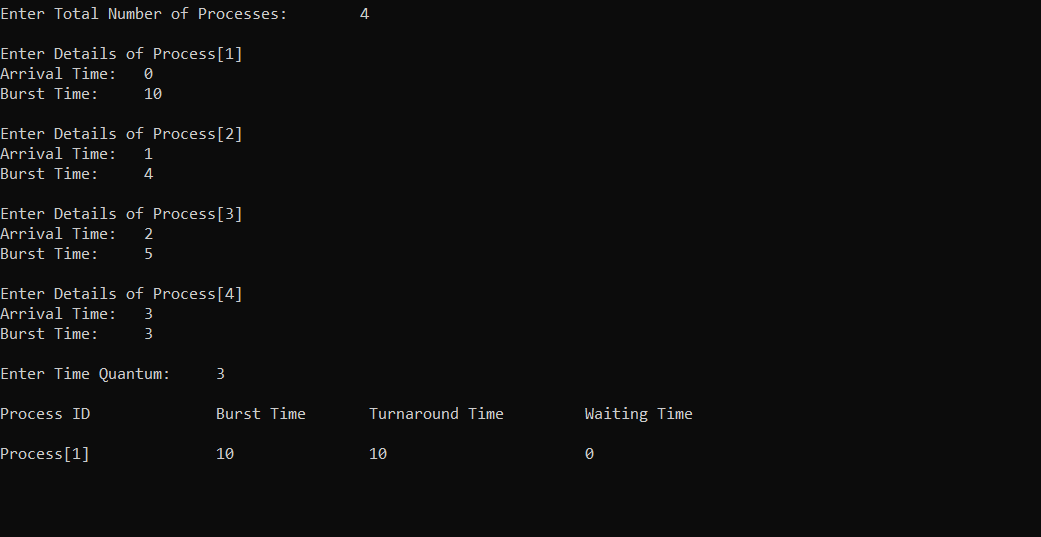 Enter Total Number of Processes: 4
Enter Details of Process[1]
Arrival Time: 0
Burst Time: 10
Enter Details of Process[2]
Arrival Time: 1
Burst Time: 4
Enter Details of Process[3]
Arrival Time: 2
Burst Time: 5
Enter Details of Process[4]
Arrival Time: 3
Burst Time: 3
Enter Time Quantum: 3
Process ID Burst Time Turnaround Time Waiting Time
Process[1] 10 10 0